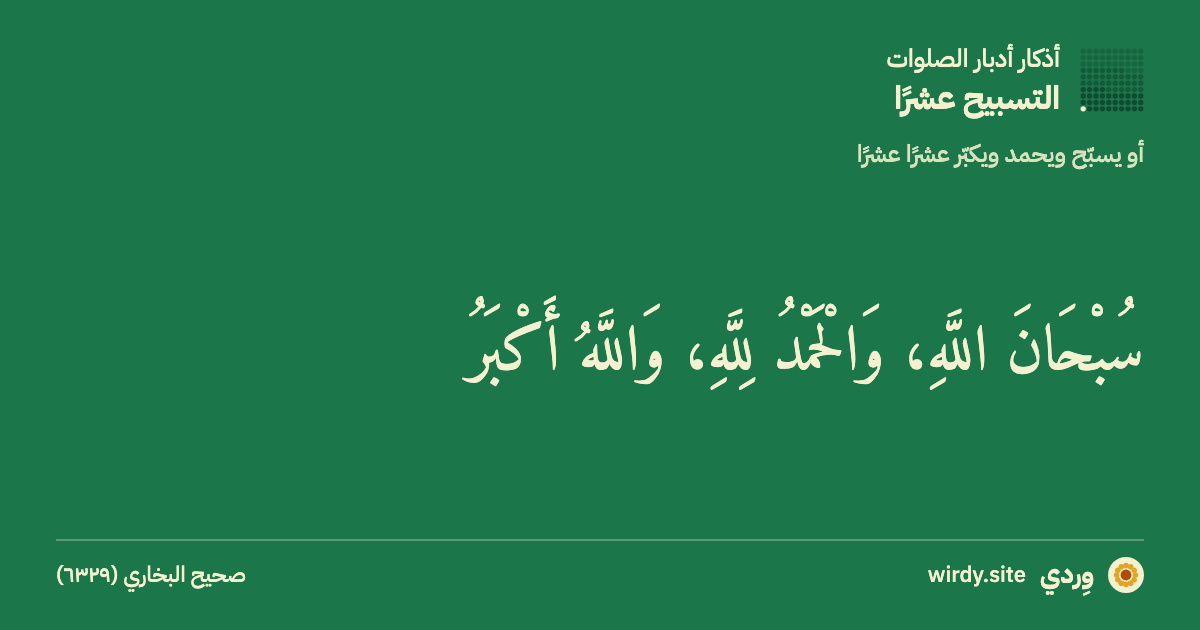 أذكار أدبار الصلوات
التسبيح عشرًا
أو يسبّح ويحمد ويكبّر عشرًا عشرًا
سُبْحَانَ اللَّهِ، وَالْحَمْدُ لِلَّهِ، وَاللَّهُ أَكْبَرُ
وِردي wirdy.site
صحيح البخاري (٦٣٢٩)